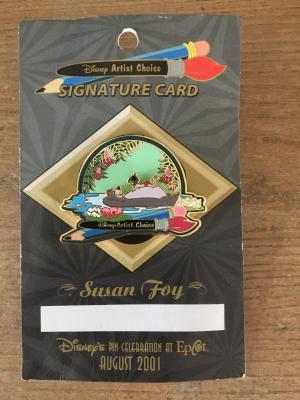 Disney Artist Choice
SIGNATURE CARD
Disney Artist Choice
Susan Foy
DISNEY'S PIN CELEBRATION AT EPCOT
AUGUST 2001